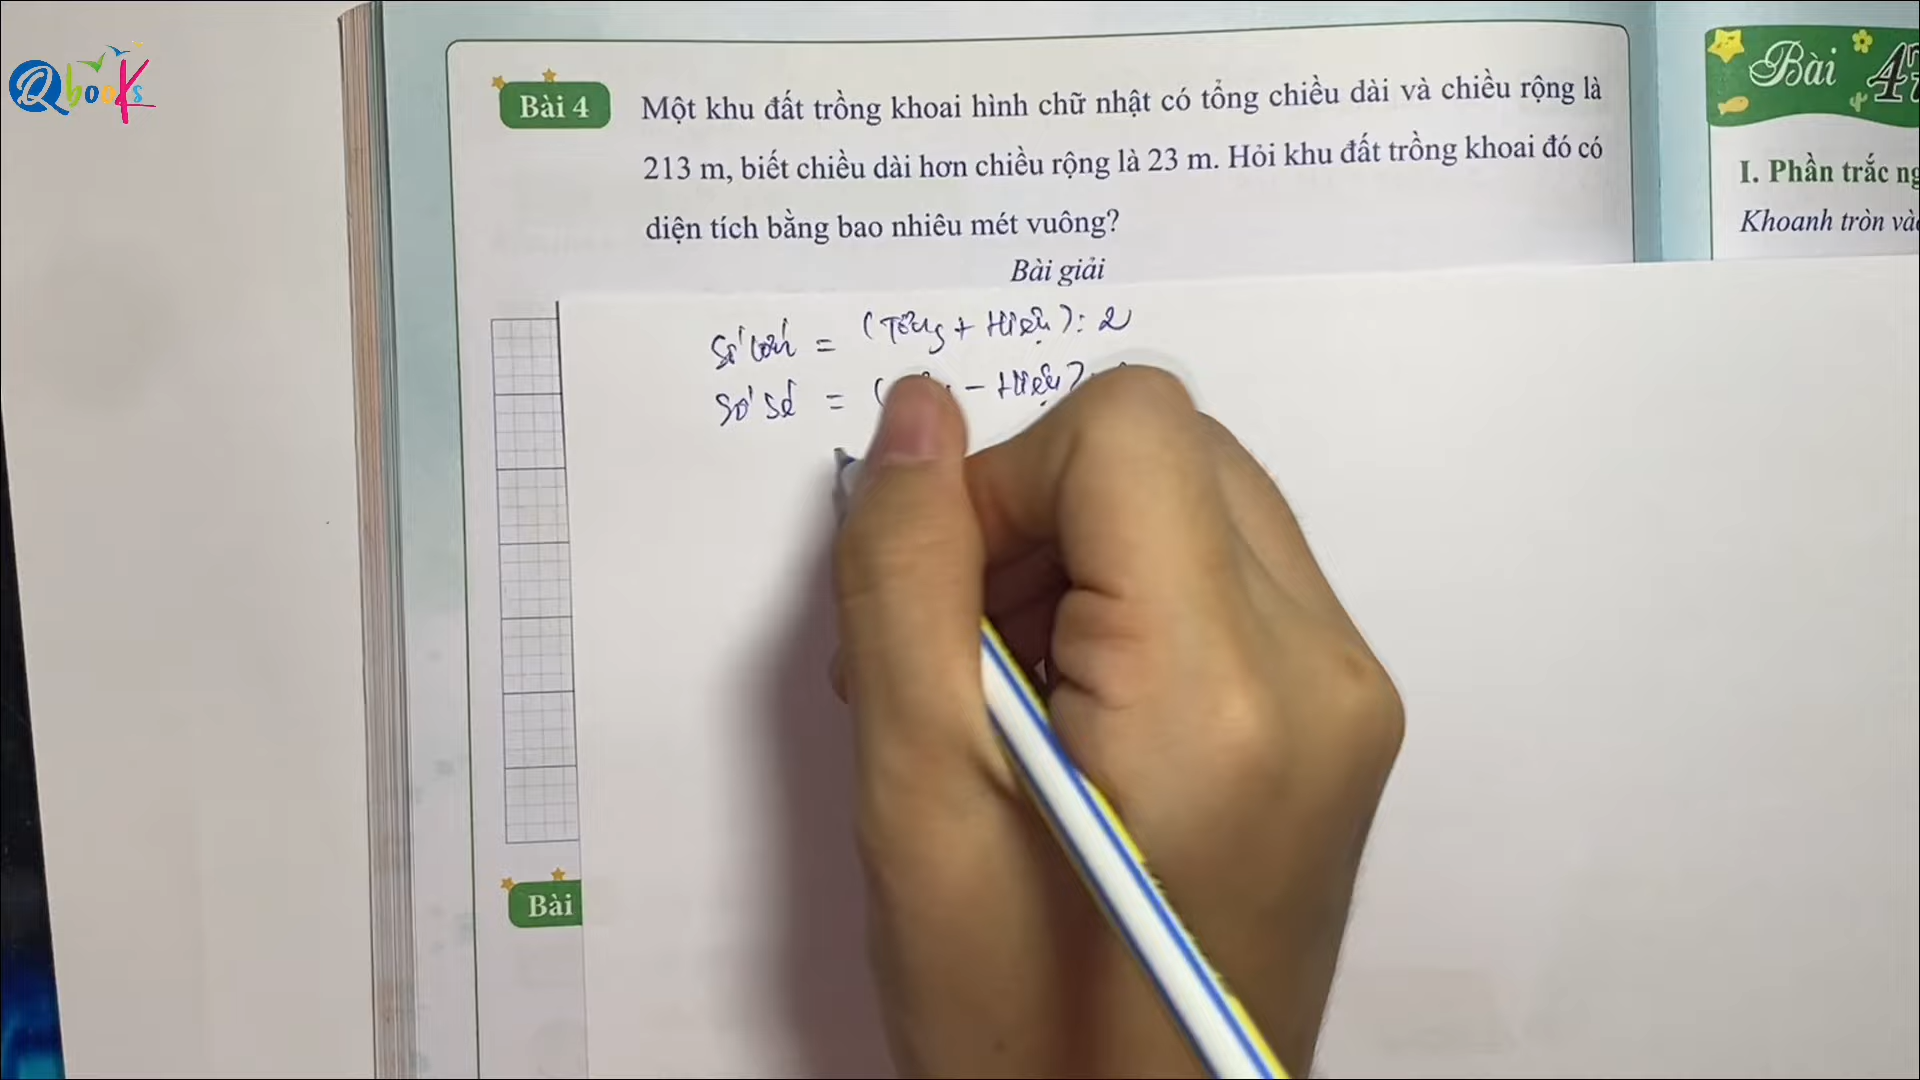 Qbooks
Bài 4
Một khu đất trồng khoai hình chữ nhật có tổng chiều dài và chiều rộng là
213 m, biết chiều dài hơn chiều rộng là 23 m. Hỏi khu đất trồng khoai đó có
diện tích bằng bao nhiêu mét vuông?
Bài giải
Số lớn = (Tổng + Hiệu) : 2
Số bé = ( - Hiệu) :
Bài
Bài 47
I. Phần trắc
Khoanh tròn